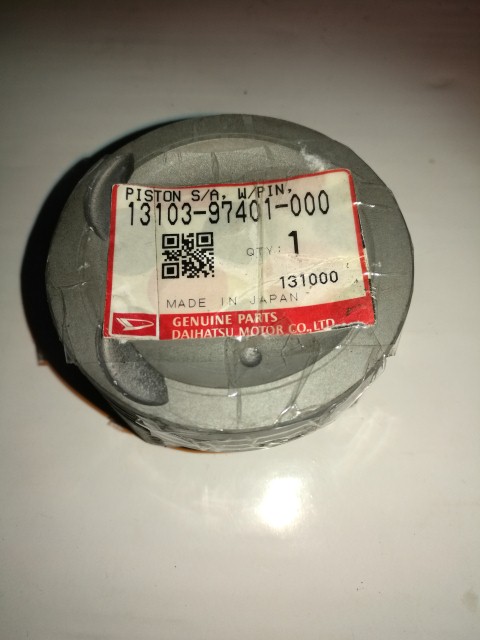 PISTON S/A, W/PIN,
13103-97401-000
QTY: 1
131000
MADE IN JAPAN
GENUINE PARTS
DAIHATSU MOTOR CO., LTD.